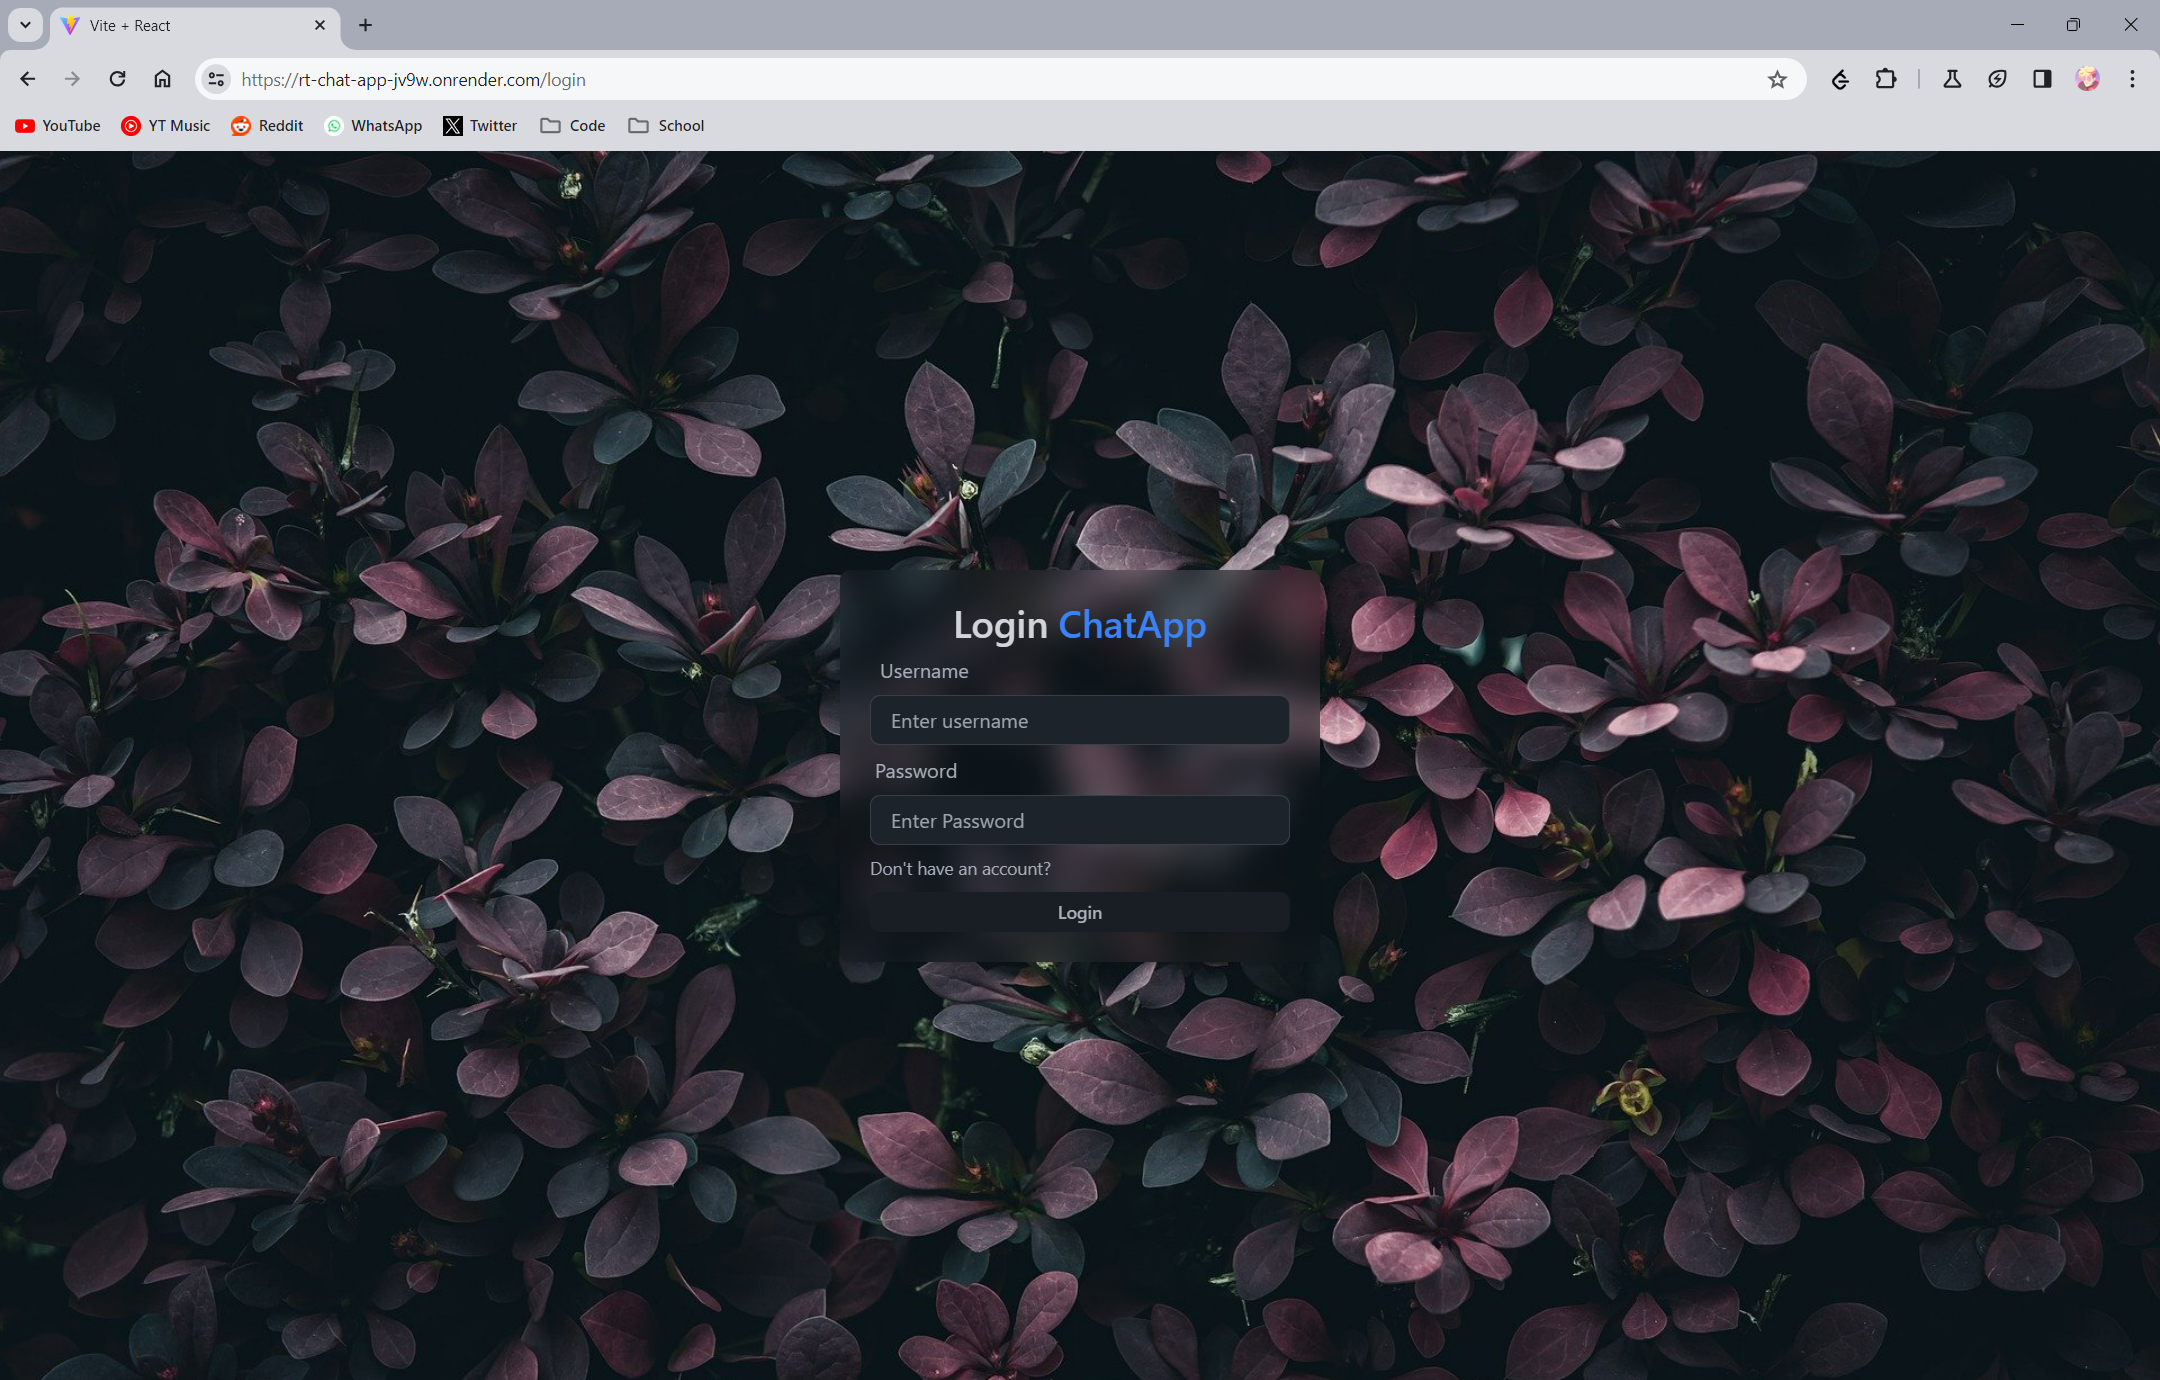 Vite + React
https://rt-chat-app-jv9w.onrender.com/login
YouTube YT Music Reddit WhatsApp Twitter Code School
Login ChatApp
Username
Enter username
Password
Enter Password
Don't have an account?
Login